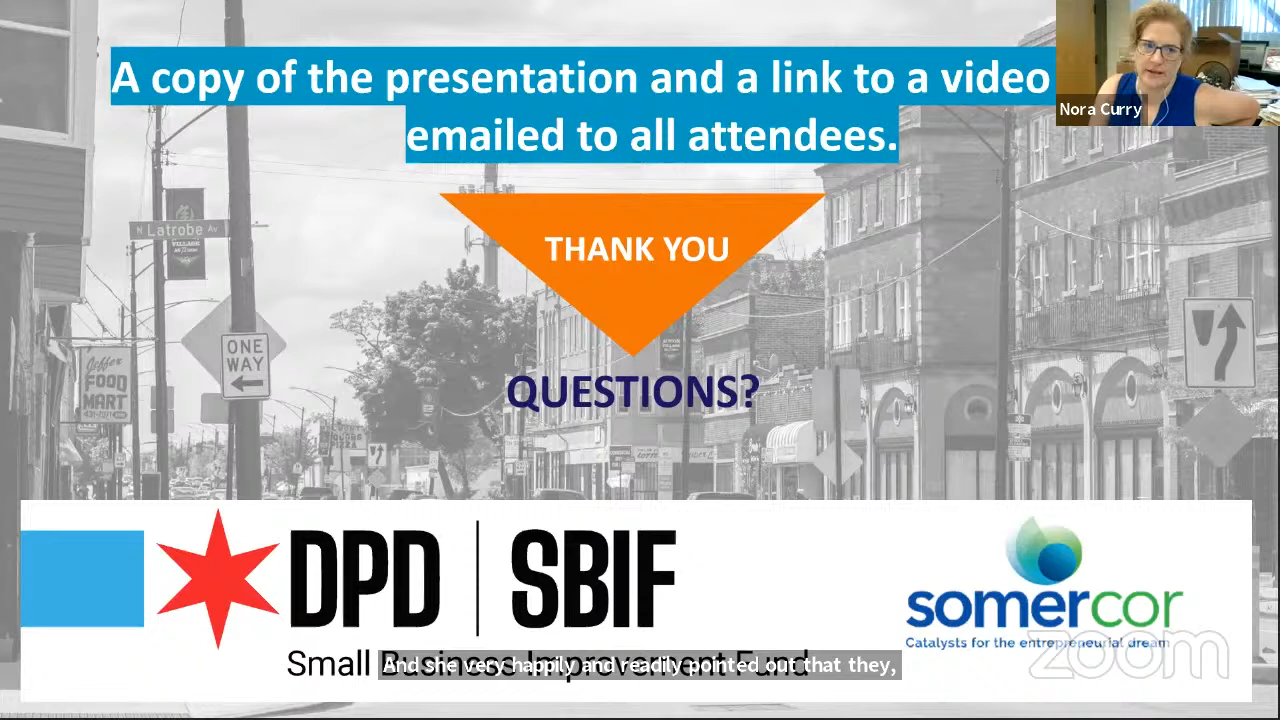 A copy of the presentation and a link to a video
emailed to all attendees.
Nora Curry
N Latrobe Av
VILLAGE
THANK YOU
ONE
WAY
FOOD
MART
QUESTIONS?
DPD | SBIF
Small Business Improvement Fund
somercor
Catalysts for the entrepreneurial dream
zoom
And she very happily and readily pointed out that they,